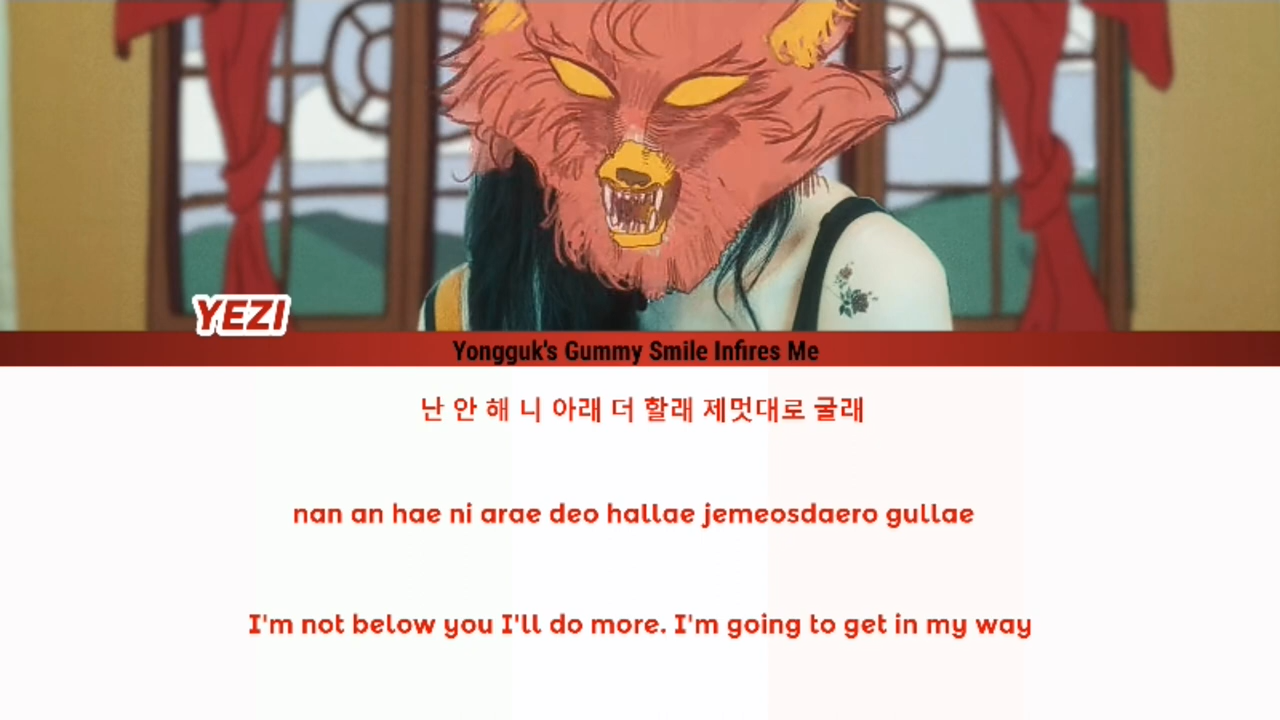 YEZI
Yongguk's Gummy Smile Infires Me
난 안 해 니 아래 더 할래 제멋대로 굴래
nan an hae ni arae deo hallae jemeosdaero gullae
I'm not below you I'll do more. I'm going to get in my way